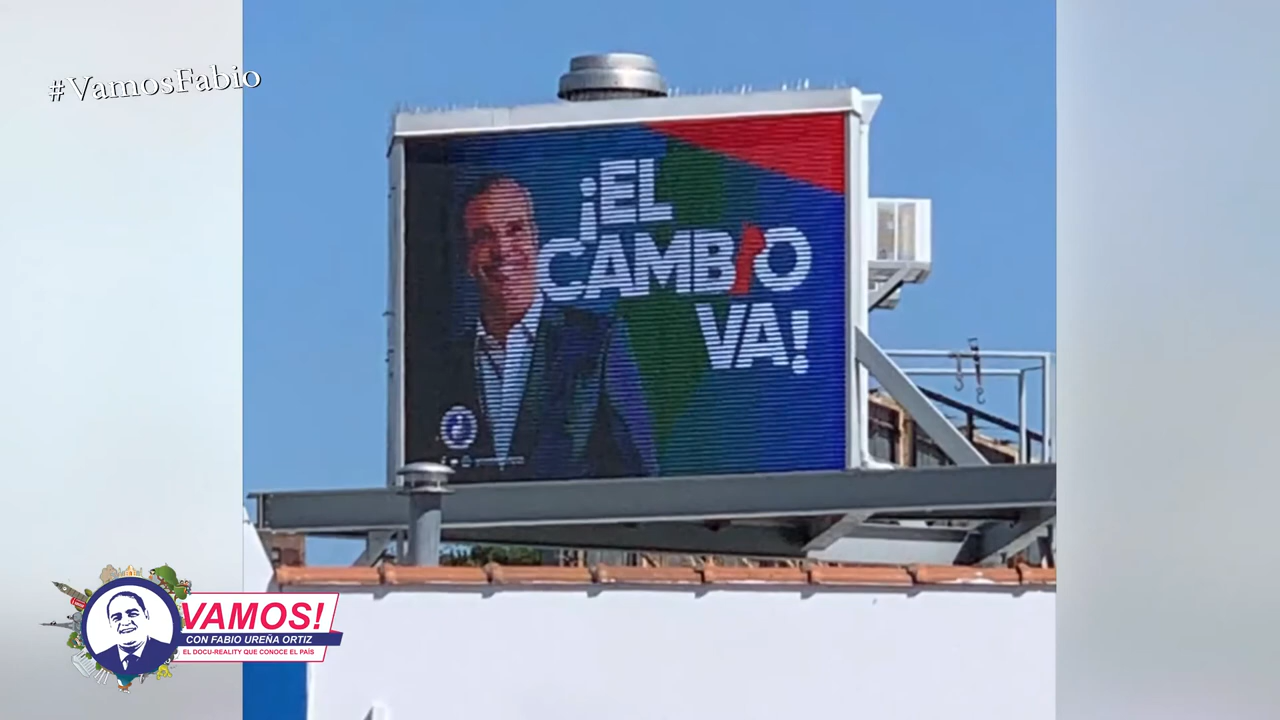 #VamosFabio
¡EL
CAMBIO
VA!
VAMOS!
CON FABIO UREÑA ORTIZ
EL DOCU-REALITY QUE CONOCE EL PAÍS